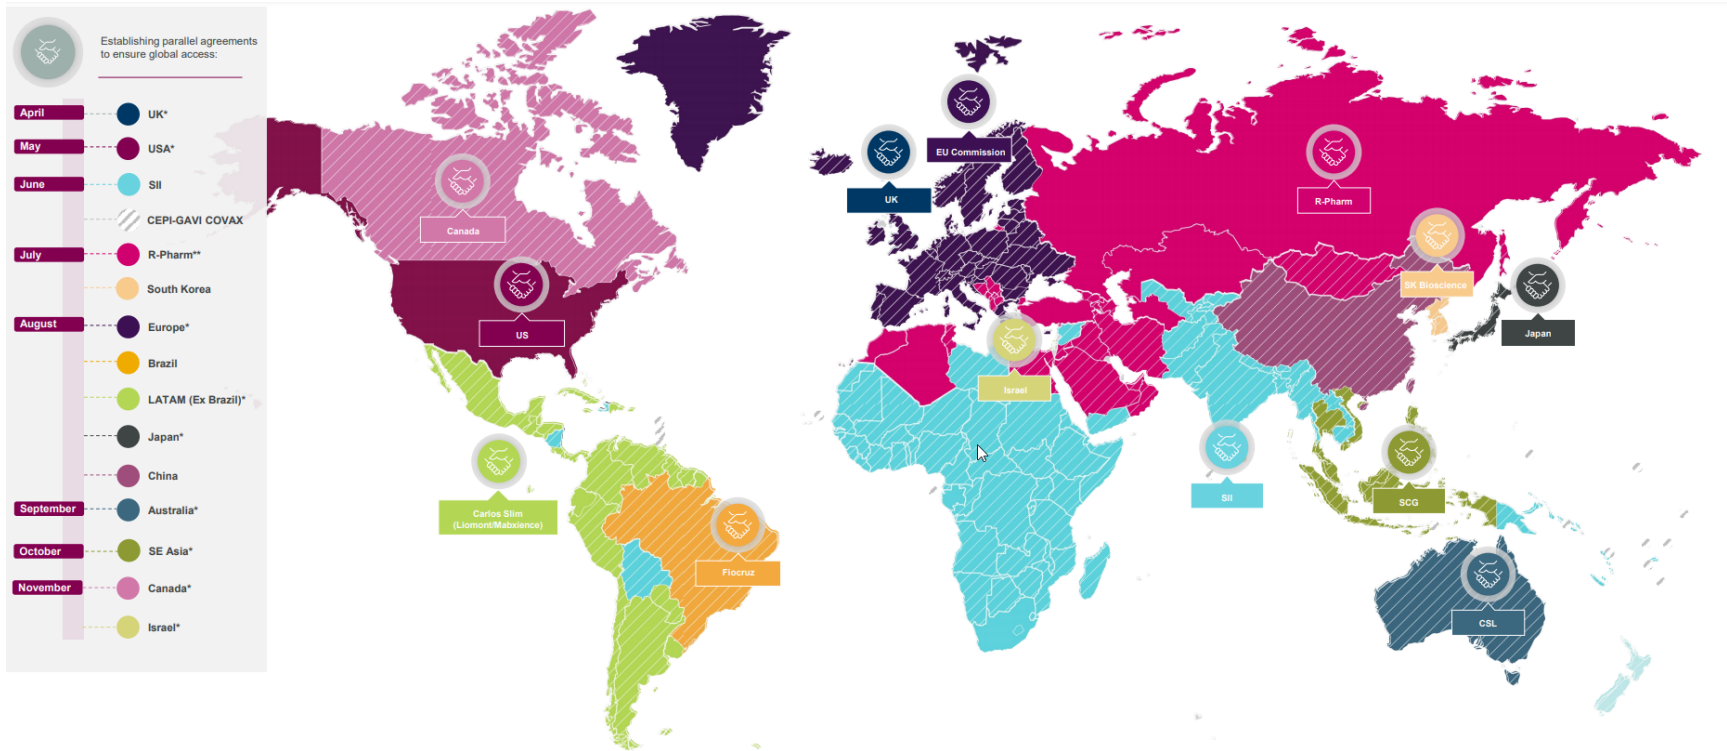 Establishing parallel agreements
to ensure global access:
April
UK*
May
USA*
June
SII
CEPI-GAVI COVAX
July
R-Pharm**
South Korea
August
Europe*
Brazil
LATAM (Ex Brazil)*
Japan*
China
September
Australia*
October
SE Asia*
November
Canada*
Israel*
EU Commission
UK
R-Pharm
Canada
SK Bioscience
US
Japan
Israel
SII
SCG
Carlos Slim
(Liomont/Mabxience)
Fiocruz
CSL